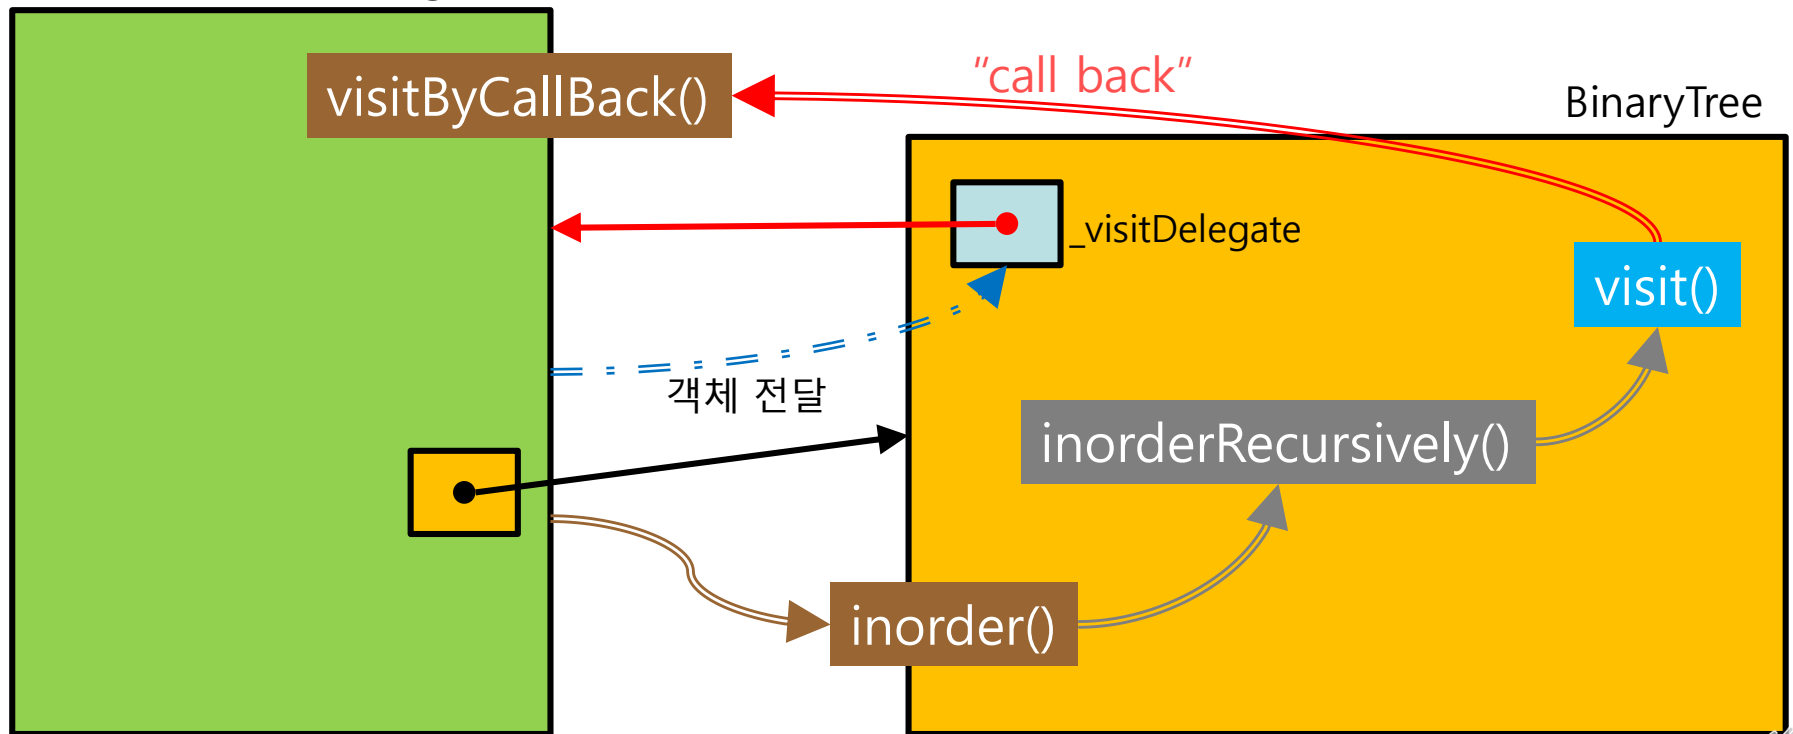 visitByCallBack()
“call back“
BinaryTree
_visitDelegate
visit()
객체 전달
inorderRecursively()
inorder()